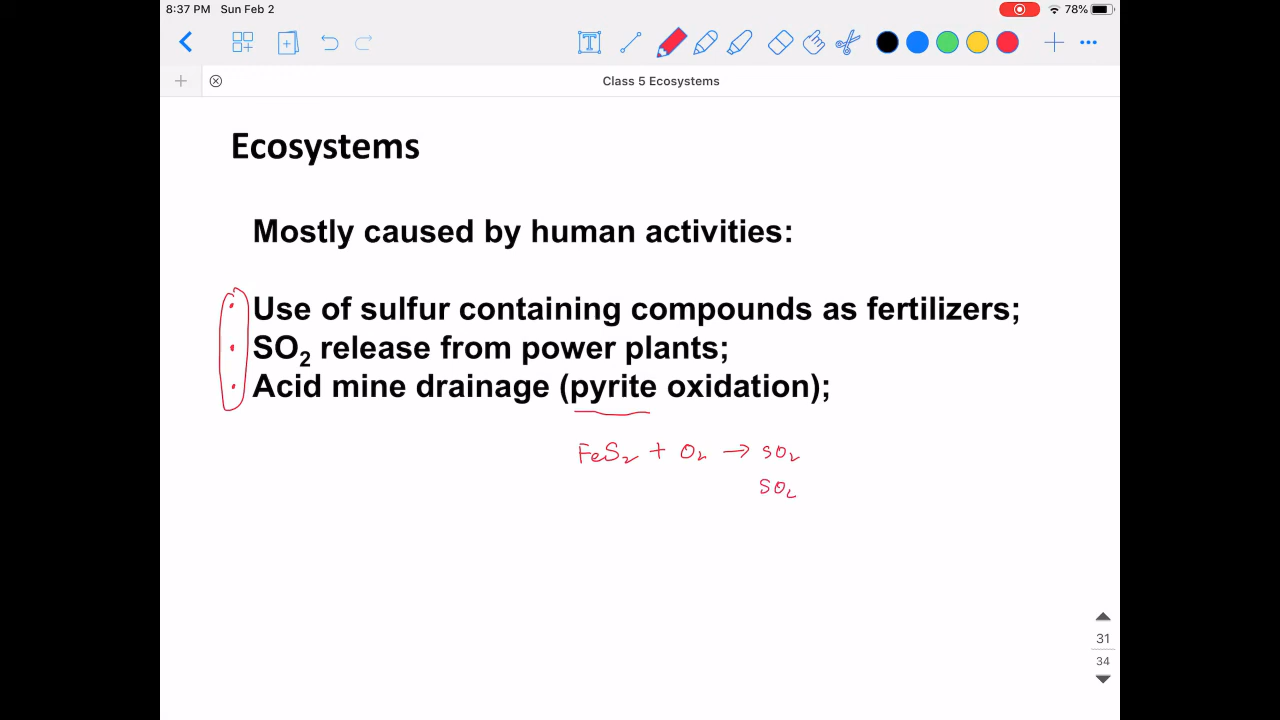 8:37 PM Sun Feb 2 78%
T
Class 5 Ecosystems
Ecosystems
Mostly caused by human activities:
• Use of sulfur containing compounds as fertilizers;
• SO₂ release from power plants;
• Acid mine drainage (pyrite oxidation);
FeS₂ + O₂ → SO₂
SO₂
31
34